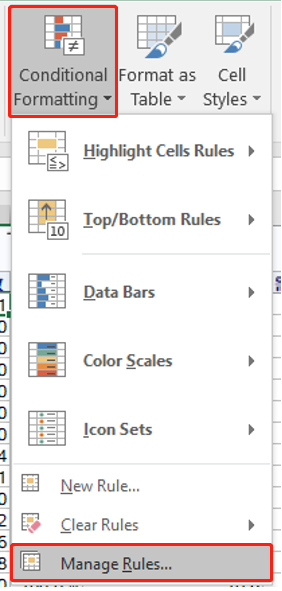 Conditional Format as Cell
Formatting Table Styles
Highlight Cells Rules
10
Top/Bottom Rules
Data Bars
Color Scales
Icon Sets
New Rule...
Clear Rules
Manage Rules...